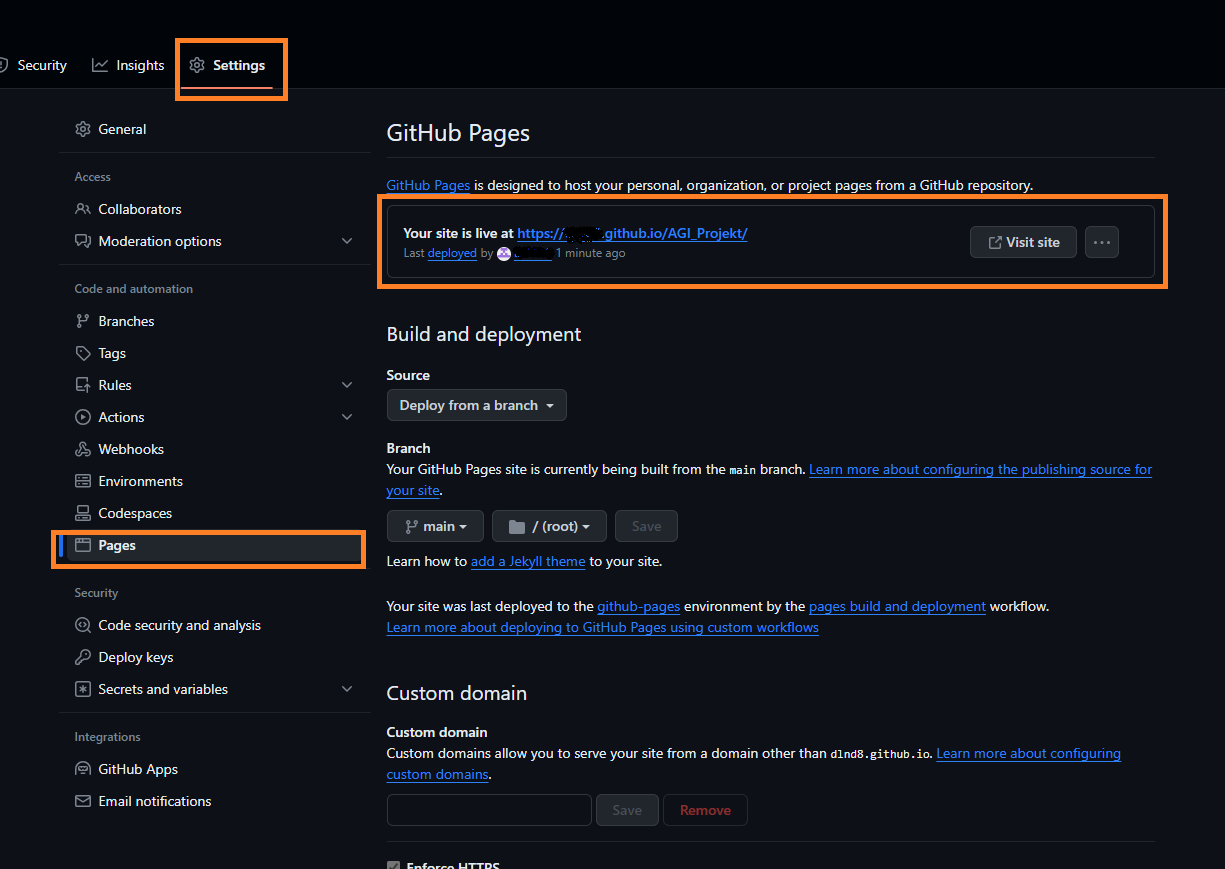 Security Insights Settings
General
Access
Collaborators
Moderation options
Code and automation
Branches
Tags
Rules
Actions
Webhooks
Environments
Codespaces
Pages
Security
Code security and analysis
Deploy keys
Secrets and variables
Integrations
GitHub Apps
Email notifications
GitHub Pages
GitHub Pages is designed to host your personal, organization, or project pages from a GitHub repository.
Your site is live at https:// .github.io/AGI_Projekt/
Visit site
Last deployed by 1 minute ago
Build and deployment
Source
Deploy from a branch
Branch
Your GitHub Pages site is currently being built from the main branch. Learn more about configuring the publishing source for
your site.
main / (root) Save
Learn how to add a Jekyll theme to your site.
Your site was last deployed to the github-pages environment by the pages build and deployment workflow.
Learn more about deploying to GitHub Pages using custom workflows
Custom domain
Custom domain
Custom domains allow you to serve your site from a domain other than dlnd8.github.io. Learn more about configuring
custom domains.
Save Remove
Enforce HTTPS